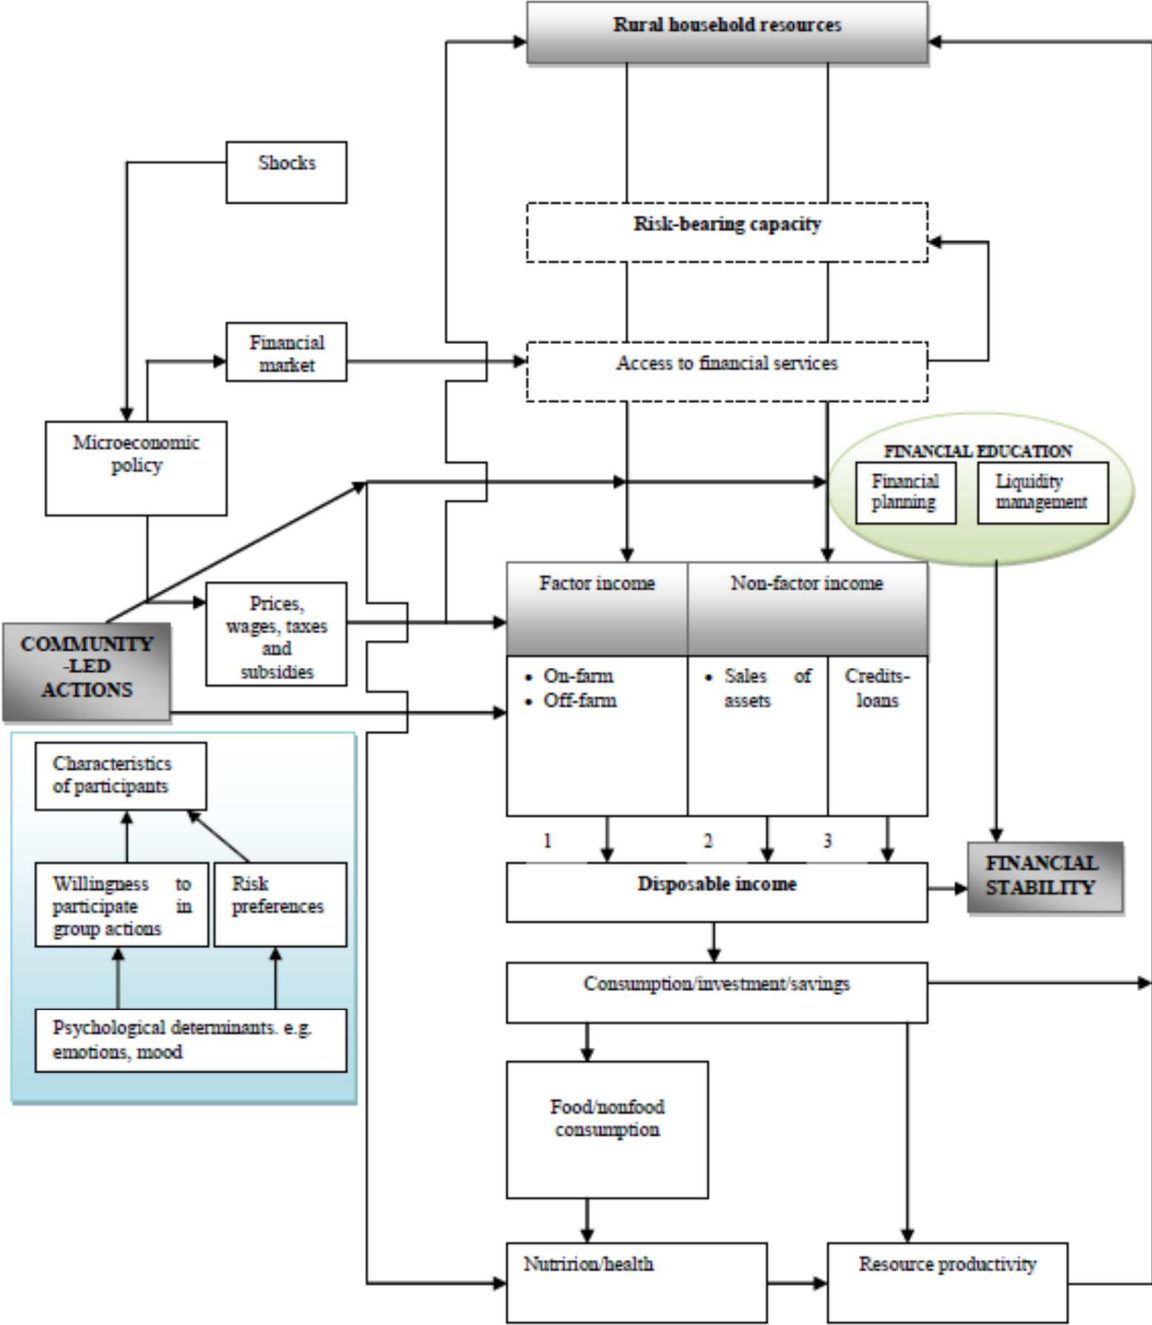 Rural household resources
Shocks
Risk-bearing capacity
Financial
market
Access to financial services
Microeconomic
policy
FINANCIAL EDUCATION
Financial
planning
Liquidity
management
Prices,
wages, taxes
and
subsidies
Factor income
Non-factor income
COMMUNITY
-LED
ACTIONS
• On-farm
• Off-farm
• Sales of
assets
Credits-
loans
Characteristics
of participants
1
2
3
Willingness to
participate in
group actions
Risk
preferences
Disposable income
FINANCIAL
STABILITY
Consumption/investment/savings
Psychological determinants. e.g.
emotions, mood
Food/nonfood
consumption
Nutririon/health
Resource productivity